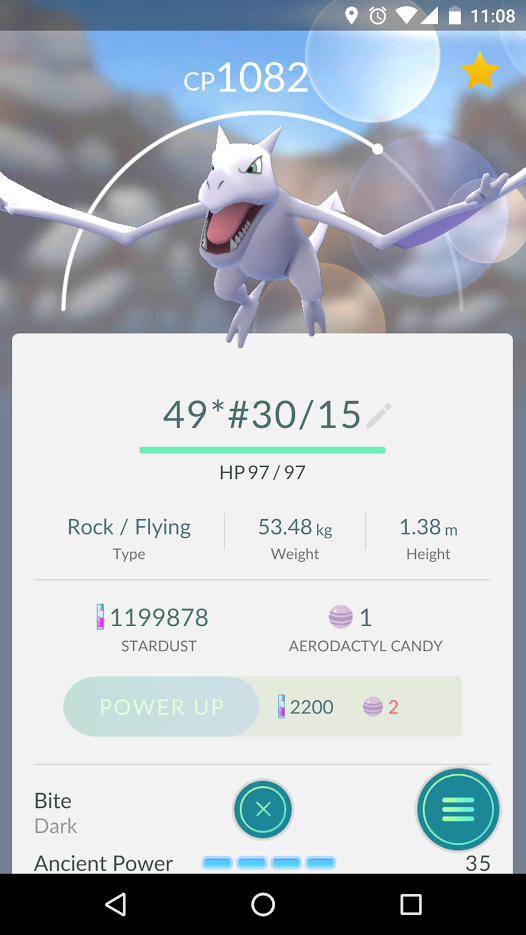 11:08
CP1082
49*#30/15
HP 97 / 97
Rock / Flying 53.48 kg 1.38 m
Type Weight Height
1199878 1
STARDUST AERODACTYL CANDY
POWER UP 2200 2
Bite
Dark
Ancient Power 35